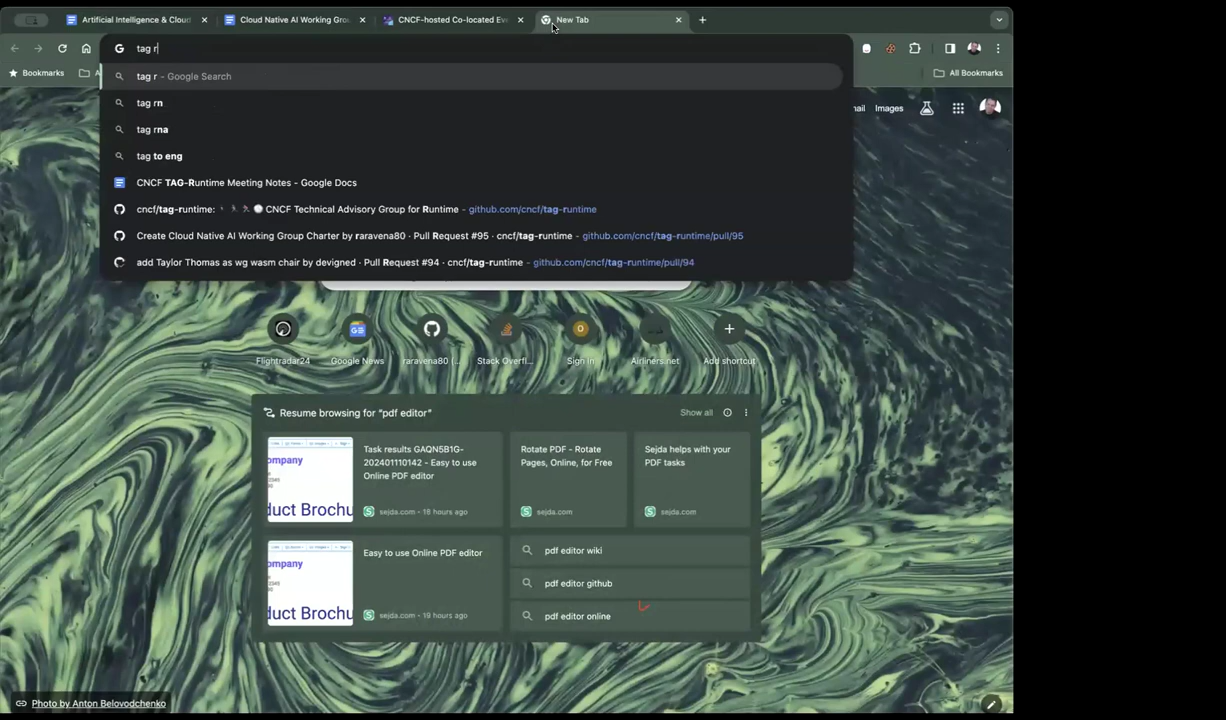 Artificial Intelligence & Cloud
Cloud Native AI Working Grou
CNCF-hosted Co-located Eve
New Tab
tag r
Bookmarks
All Bookmarks
tag r - Google Search
tag rn
tag rna
tag to eng
CNCF TAG-Runtime Meeting Notes - Google Docs
cncf/tag-runtime: CNCF Technical Advisory Group for Runtime - github.com/cncf/tag-runtime
Create Cloud Native AI Working Group Charter by raravena80 · Pull Request #95 · cncf/tag-runtime - github.com/cncf/tag-runtime/pull/95
add Taylor Thomas as wg wasm chair by devigned · Pull Request #94 · cncf/tag-runtime - github.com/cncf/tag-runtime/pull/94
Images
Flightradar24
Google News
raravena80 (...
Stack Overfl...
Sign In
Airliners.net
Add shortcut
Resume browsing for "pdf editor"
Show all
Task results GAQN5B1G-
202401110142 - Easy to use
Online PDF editor
sejda.com - 18 hours ago
Rotate PDF - Rotate
Pages, Online, for Free
sejda.com
Sejda helps with your
PDF tasks
sejda.com
ompany
duct Brochu
Easy to use Online PDF editor
sejda.com - 19 hours ago
ompany
duct Brochu
pdf editor wiki
pdf editor github
pdf editor online
Photo by Anton Belovodchenko